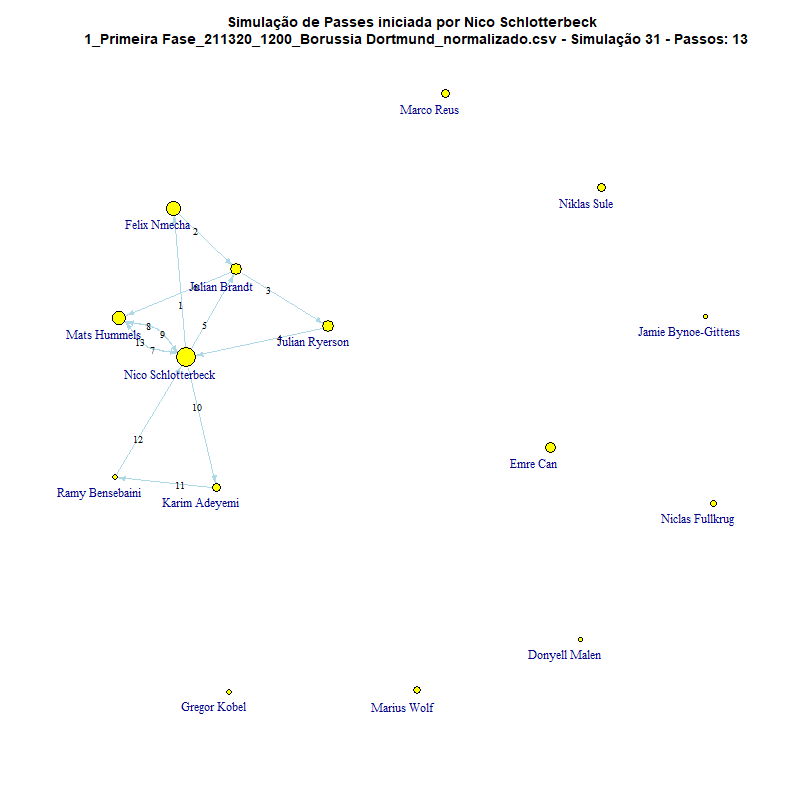 Simulação de Passes iniciada por Nico Schlotterbeck
1_Primeira Fase_211320_1200_Borussia Dortmund_normalizado.csv - Simulação 31 - Passos: 13
Marco Reus
Niklas Sule
Felix Nmecha
2
Julian Brandt
3
1
Jamie Bynoe-Gittens
5
8
9
Mats Hummels
4
Julian Ryerson
13
7
Nico Schlotterbeck
10
12
Emre Can
11
Ramy Bensebaini
Karim Adeyemi
Niclas Fullkrug
Donyell Malen
Gregor Kobel
Marius Wolf